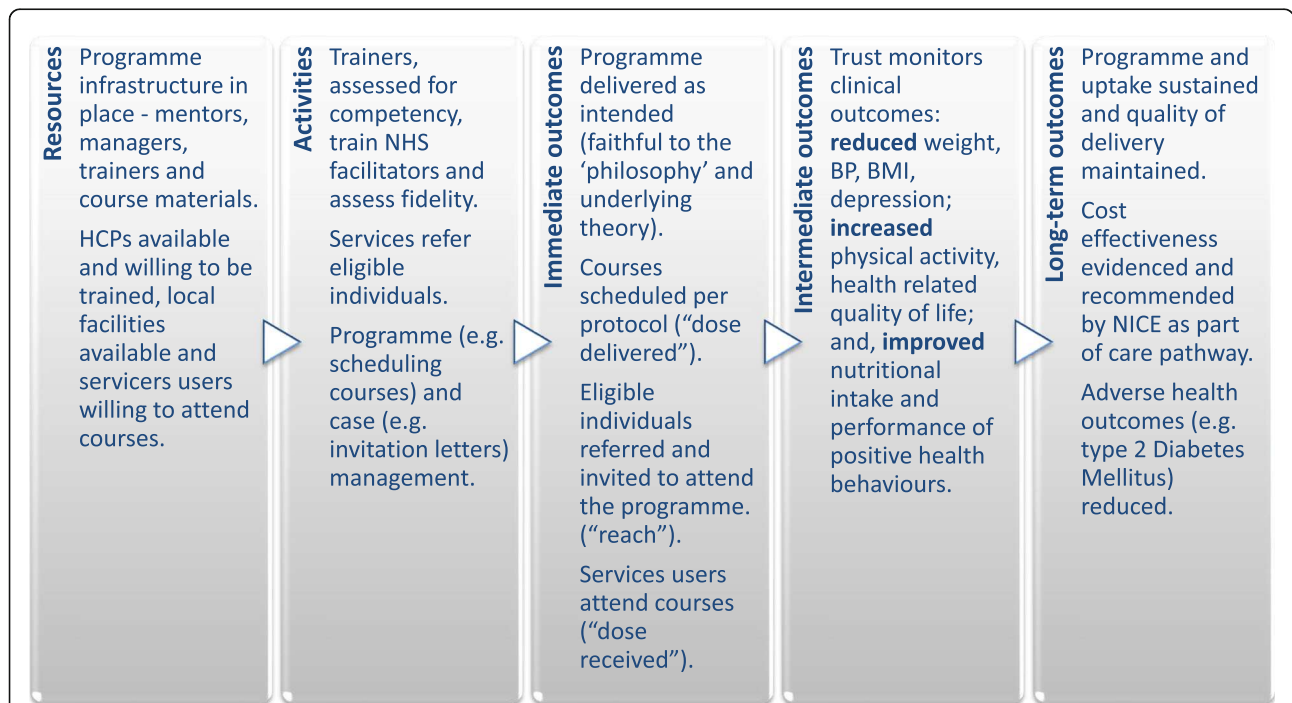 Resources
Programme
infrastructure in
place - mentors,
managers,
trainers and
course materials.
HCPs available
and willing to be
trained, local
facilities
available and
servicers users
willing to attend
courses.
Activities
Trainers,
assessed for
competency,
train NHS
facilitators and
assess fidelity.
Services refer
eligible
individuals.
Programme (e.g.
scheduling
courses) and
case (e.g.
invitation letters)
management.
Immediate outcomes
Programme
delivered as
intended
(faithful to the
‘philosophy’ and
underlying
theory).
Courses
scheduled per
protocol (“dose
delivered”).
Eligible
individuals
referred and
invited to attend
the programme.
(“reach”).
Services users
attend courses
(“dose
received”).
Intermediate outcomes
Trust monitors
clinical
outcomes:
reduced weight,
BP, BMI,
depression;
increased
physical activity,
health related
quality of life;
and, improved
nutritional
intake and
performance of
positive health
behaviours.
Long-term outcomes
Programme and
uptake sustained
and quality of
delivery
maintained.
Cost
effectiveness
evidenced and
recommended
by NICE as part
of care pathway.
Adverse health
outcomes (e.g.
type 2 Diabetes
Mellitus)
reduced.